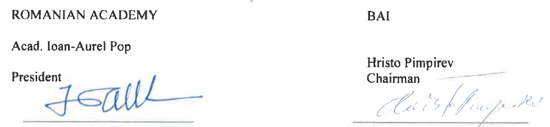 ROMANIAN ACADEMY
Acad. Ioan-Aurel Pop
President
BAI
Hristo Pimpirev
Chairman